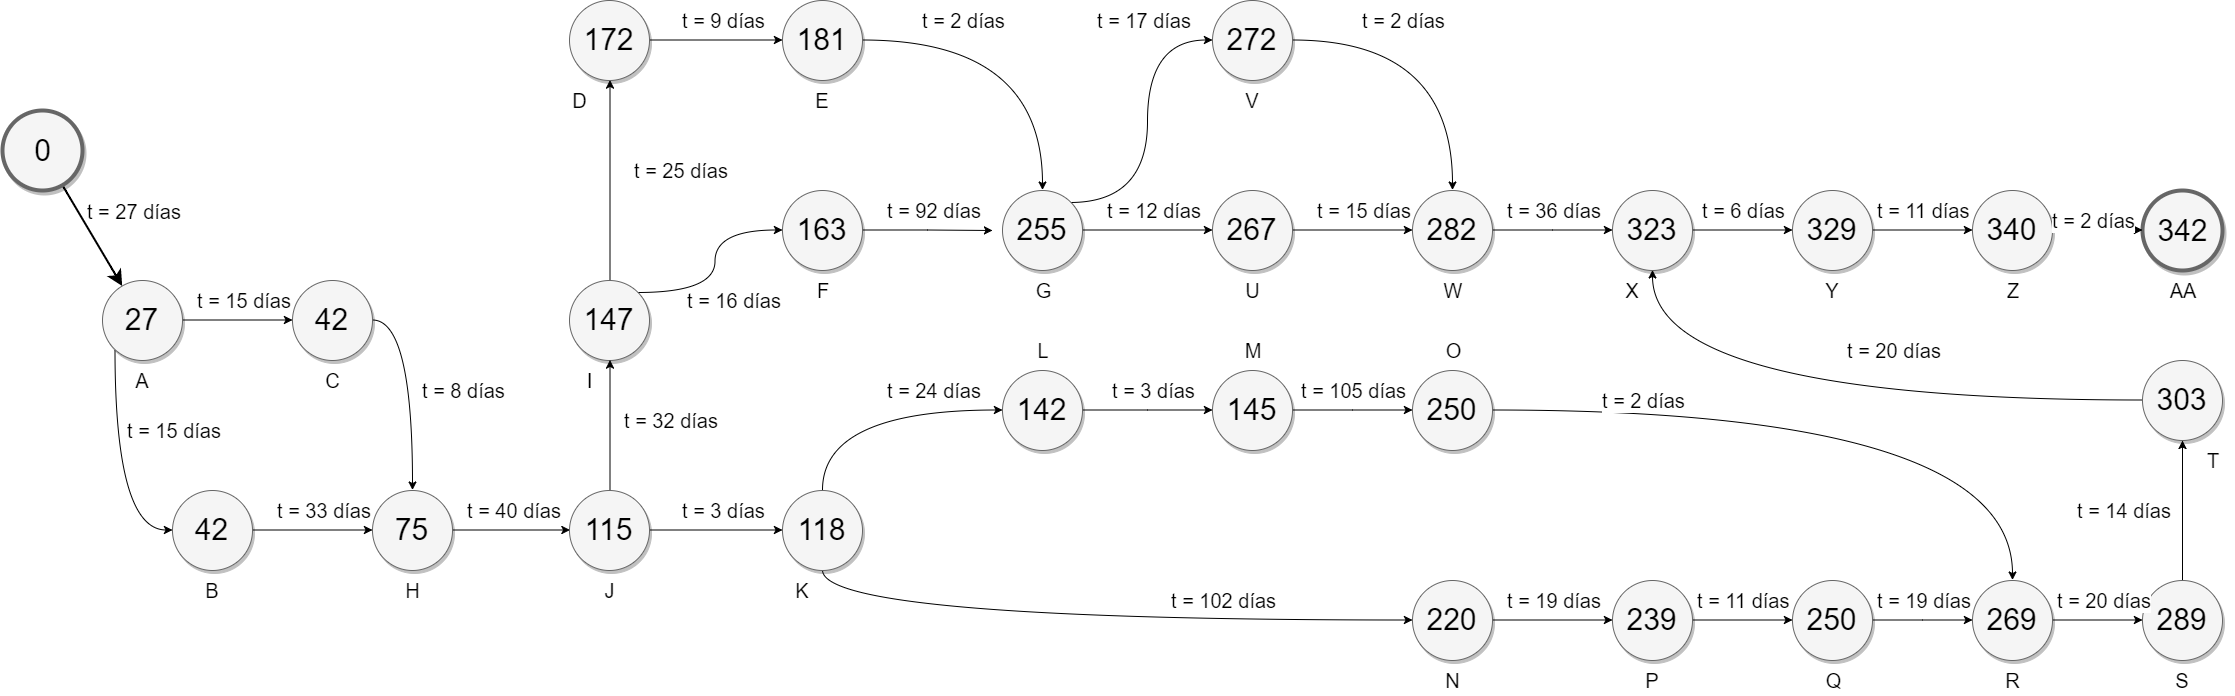 172
t = 9 días
181
t = 2 días
t = 17 días
272
t = 2 días
D
E
V
0
t = 27 días
t = 25 días
163
t = 92 días
255
t = 12 días
267
t = 15 días
282
t = 36 días
323
t = 6 días
329
t = 11 días
340
t = 2 días
342
F
G
U
W
X
Y
Z
AA
27
t = 15 días
42
147
t = 16 días
A
C
I
t = 8 días
t = 32 días
t = 15 días
L
M
O
t = 24 días
142
t = 3 días
145
t = 105 días
250
t = 2 días
t = 20 días
303
T
42
t = 33 días
75
t = 40 días
115
t = 3 días
118
t = 14 días
B
H
J
K
t = 102 días
220
t = 19 días
239
t = 11 días
250
t = 19 días
269
t = 20 días
289
N
P
Q
R
S